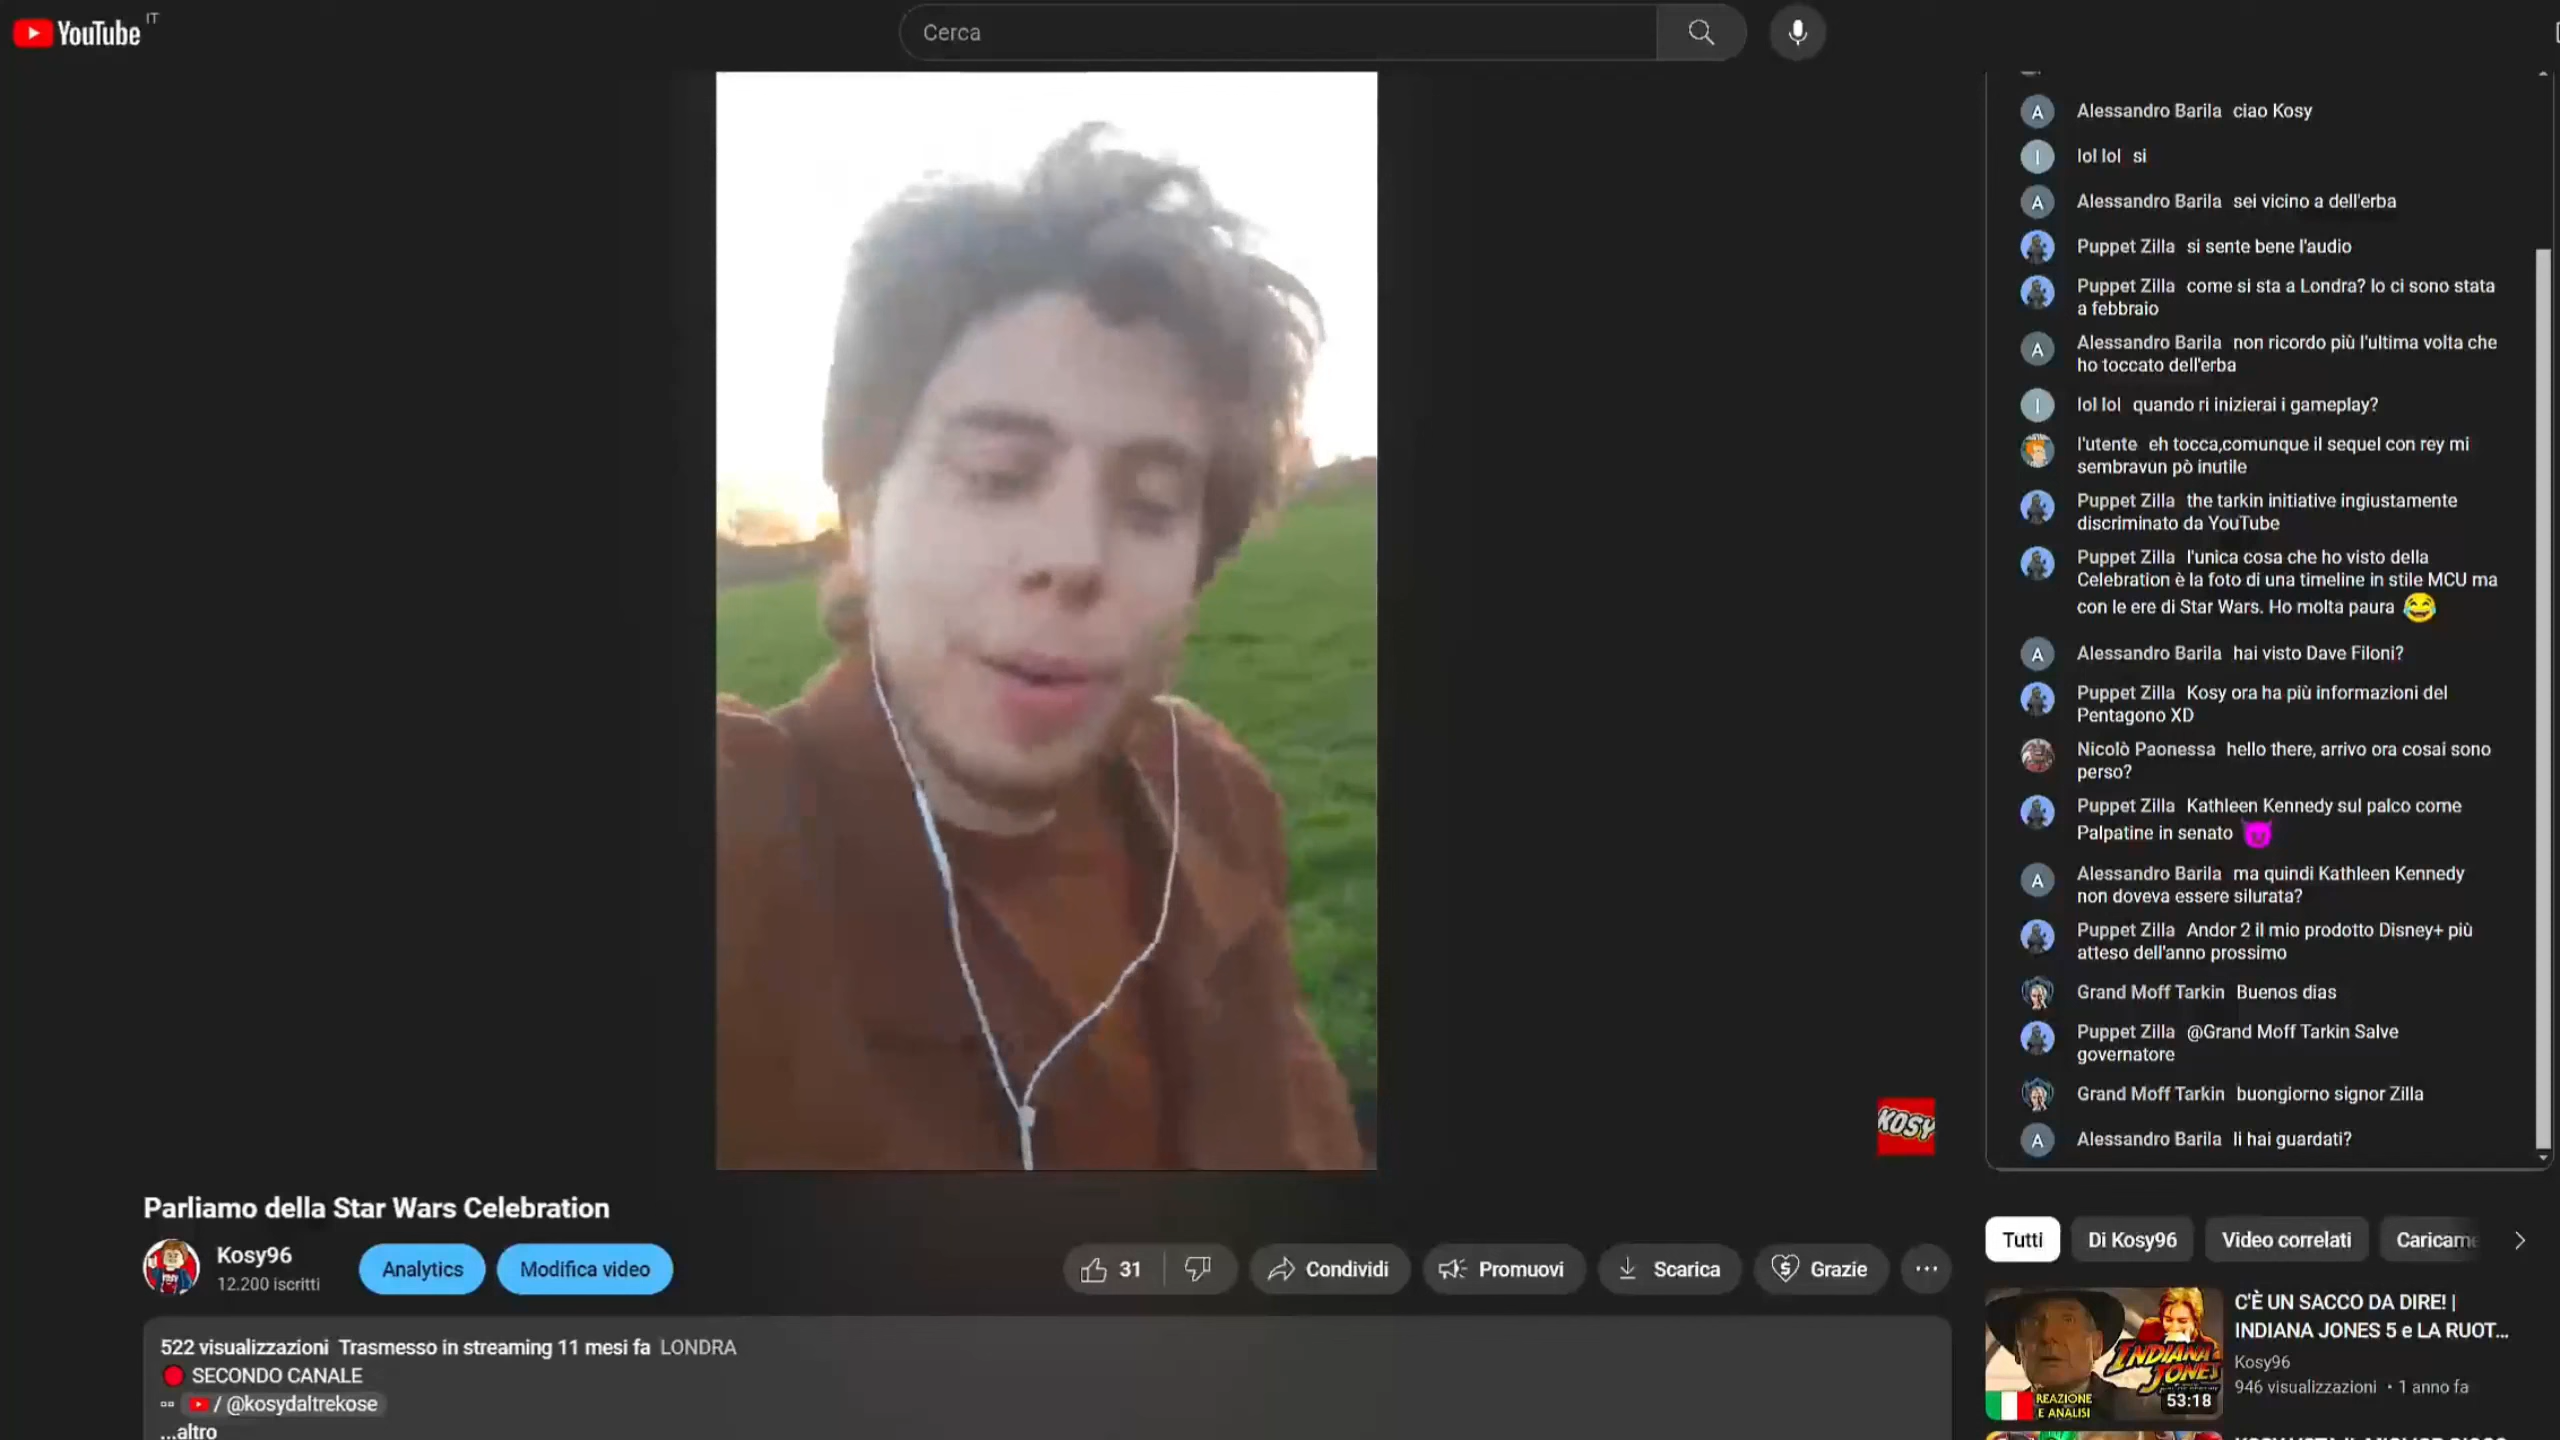 YouTube IT
Cerca
A Alessandro Barila ciao Kosy
l lol lol si
A Alessandro Barila sei vicino a dell'erba
Puppet Zilla si sente bene l'audio
Puppet Zilla come si sta a Londra? Io ci sono stata
a febbraio
A Alessandro Barila non ricordo più l'ultima volta che
ho toccato dell'erba
l lol lol quando ri inizierai i gameplay?
l'utente eh tocca,comunque il sequel con rey mi
sembravun pò inutile
Puppet Zilla the tarkin initiative ingiustamente
discriminato da YouTube
Puppet Zilla l'unica cosa che ho visto della
Celebration è la foto di una timeline in stile MCU ma
con le ere di Star Wars. Ho molta paura 😂
A Alessandro Barila hai visto Dave Filoni?
Puppet Zilla Kosy ora ha più informazioni del
Pentagono XD
Nicolò Paonessa hello there, arrivo ora cosai sono
perso?
Puppet Zilla Kathleen Kennedy sul palco come
Palpatine in senato 😈
A Alessandro Barila ma quindi Kathleen Kennedy
non doveva essere silurata?
Puppet Zilla Andor 2 il mio prodotto Disney+ più
atteso dell'anno prossimo
Grand Moff Tarkin Buenos dias
Puppet Zilla @Grand Moff Tarkin Salve
governatore
Grand Moff Tarkin buongiorno signor Zilla
A Alessandro Barila li hai guardati?
KOSY
Parliamo della Star Wars Celebration
Kosy96
12.200 iscritti
Analytics
Modifica video
31
Condividi
Promuovi
Scarica
Grazie
522 visualizzazioni Trasmesso in streaming 11 mesi fa LONDRA
🔴 SECONDO CANALE
/ @kosydaltrekose
...altro
Tutti
Di Kosy96
Video correlati
Caricame
INDIANA
JONES
REAZIONE
E ANALISI
53:18
C'È UN SACCO DA DIRE! |
INDIANA JONES 5 e LA RUOT...
Kosy96
946 visualizzazioni • 1 anno fa